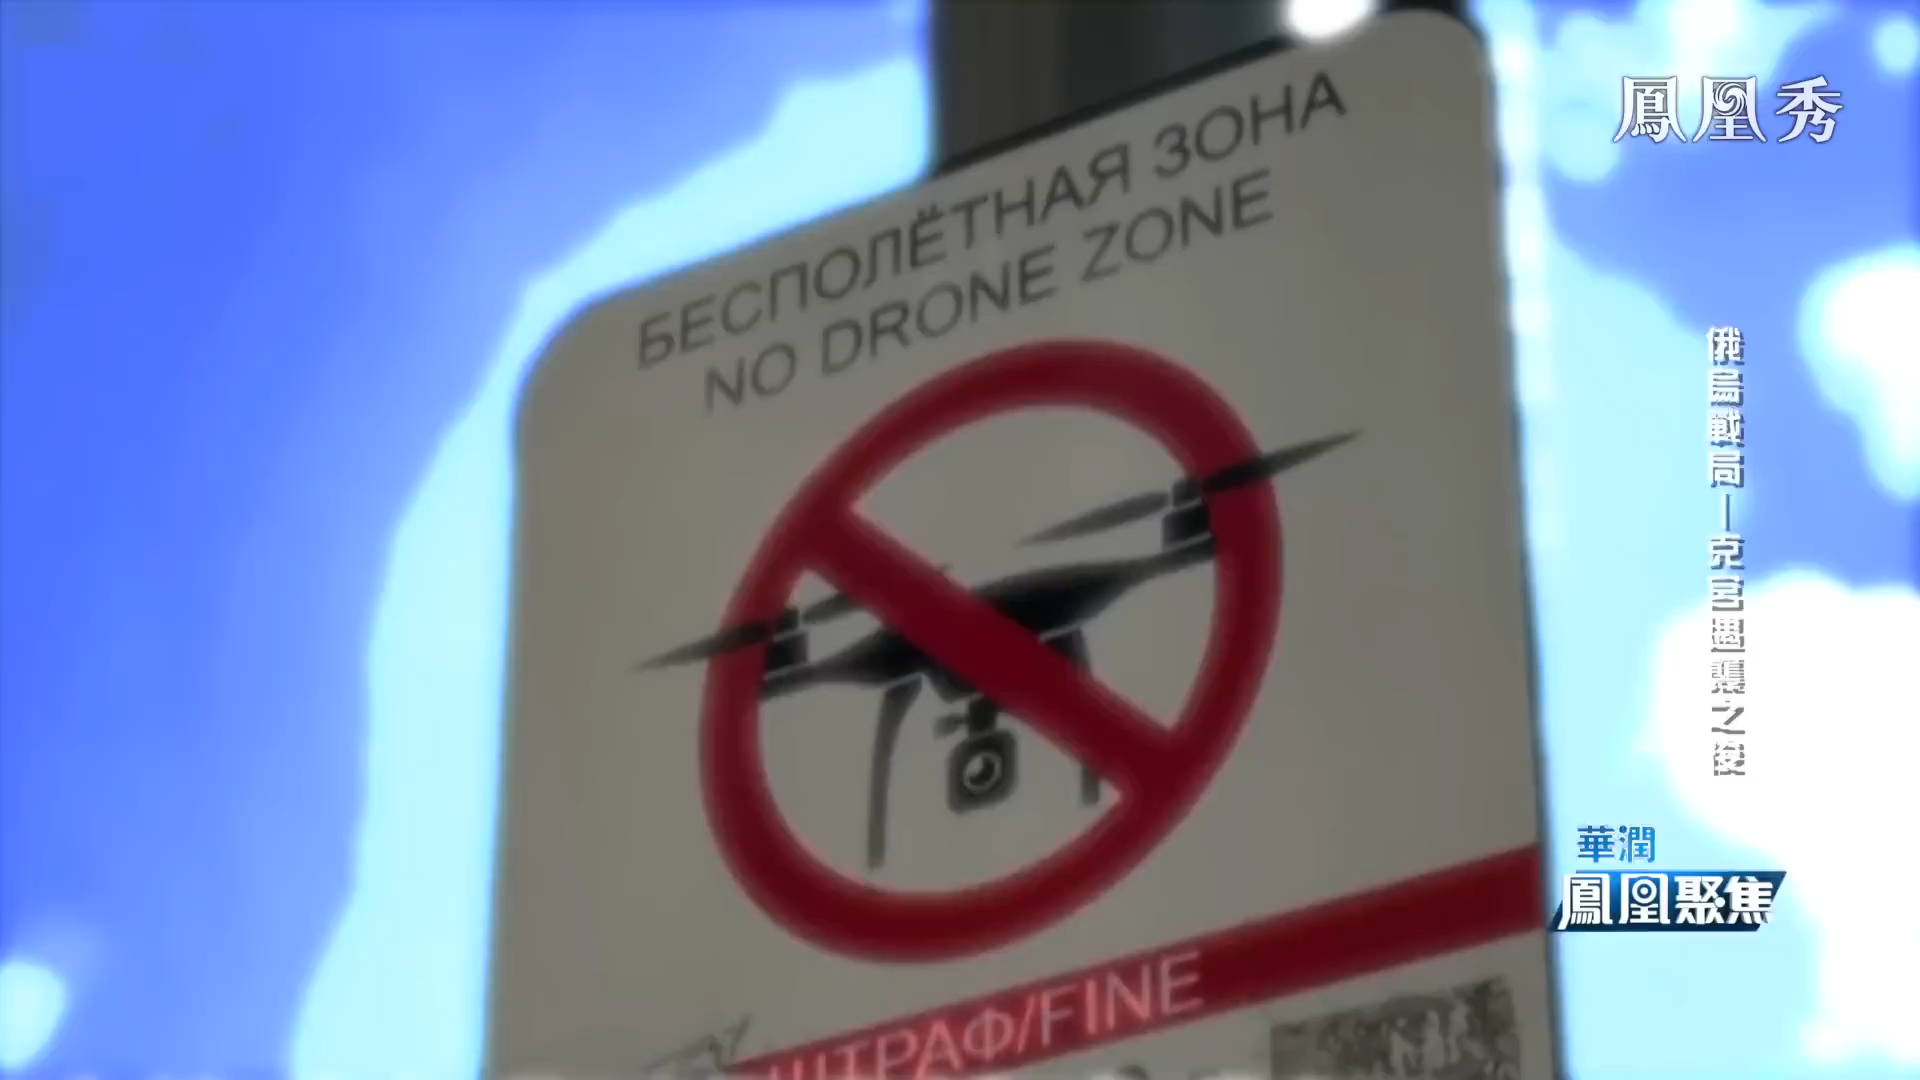 БЕСПОЛЁТНАЯ ЗОНА
NO DRONE ZONE
ШТРАФ/FINE
鳳凰秀
俄烏戰局—克宮遇襲之後
華潤
鳳凰聚焦